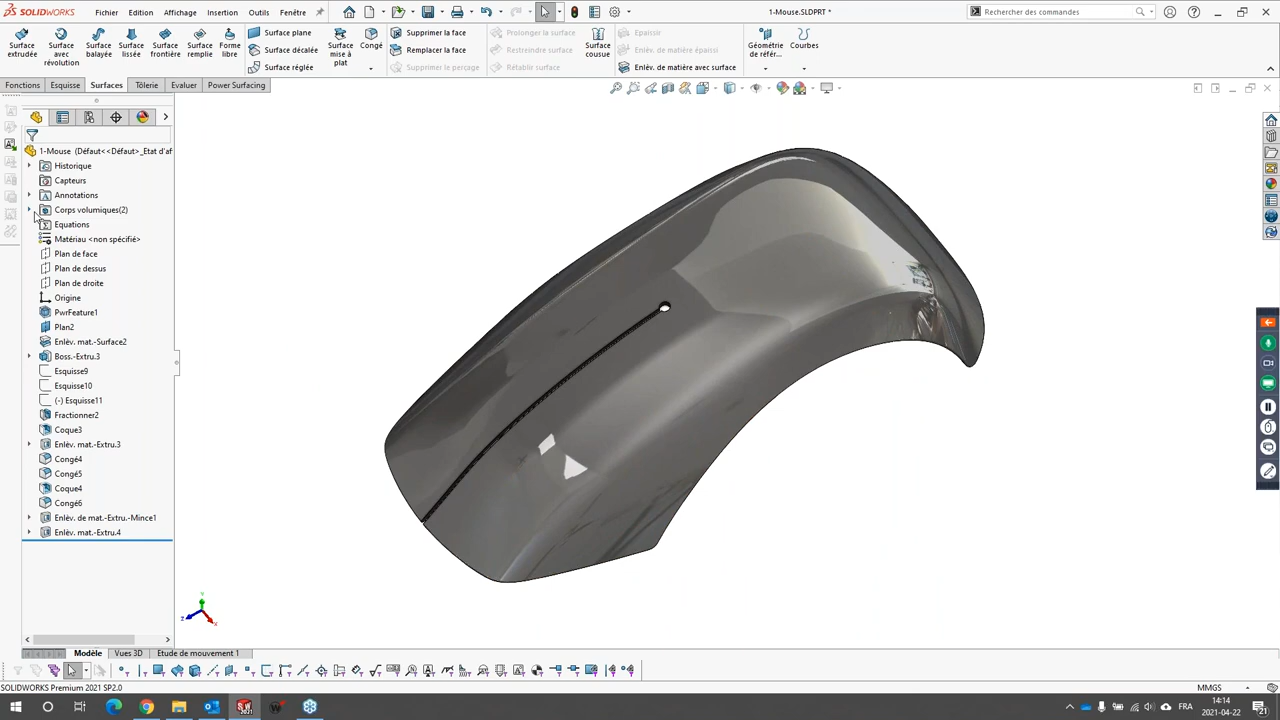 SOLIDWORKS Fichier Edition Affichage Insertion Outils Fenêtre 1-Mouse.SLDPRT * Rechercher des commandes
Surface extrudée
Surface avec révolution
Surface balayée
Surface lissée
Surface frontière
Surface remplie
Forme libre
Surface plane
Surface décalée
Surface réglée
Surface mise à plat
Congé
Supprimer la face
Remplacer la face
Supprimer le perçage
Prolonger la surface
Restreindre surface
Rétablir surface
Surface cousue
Epaissir
Enlèv. de matière épaissi
Enlèv. de matière avec surface
Géométrie de référ...
Courbes
Fonctions Esquisse Surfaces Tôlerie Evaluer Power Surfacing
1-Mouse (Défaut<<Défaut>_Etat d'af
Historique
Capteurs
Annotations
Corps volumiques(2)
Equations
Matériau <non spécifié>
Plan de face
Plan de dessus
Plan de droite
Origine
PwrFeature1
Plan2
Enlèv. mat.-Surface2
Boss.-Extru.3
Esquisse9
Esquisse10
(-) Esquisse11
Fractionner2
Coque3
Enlèv. mat.-Extru.3
Congé4
Congé5
Coque4
Congé6
Enlèv. de mat.-Extru.-Mince1
Enlèv. mat.-Extru.4
Modèle Vues 3D Etude de mouvement 1
SOLIDWORKS Premium 2021 SP2.0 MMGS
FRA
14:14
2021-04-22